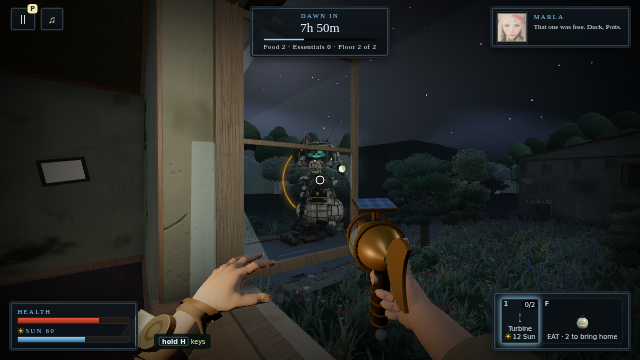 P
DAWN IN
7h 50m
Food 2 · Essentials 0 · Floor 2 of 2
MARLA
That one was free. Duck, Potts.
HEALTH
SUN 60
hold H keys
1 0/2
Turbine
12 Sun
F
EAT · 2 to bring home